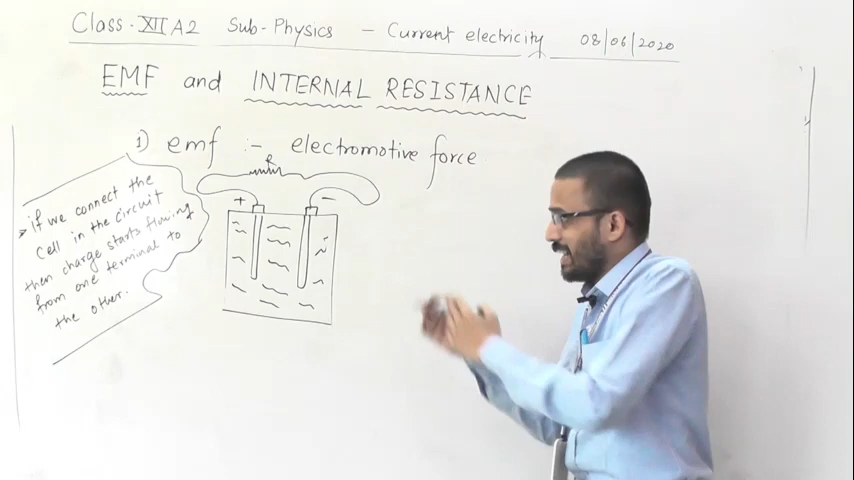 Class-XII A2 Sub-Physics - Current electricity 08/06/2020
EMF and INTERNAL RESISTANCE
1) emf :- electromotive force
R
+ -
if we connect the
cell in the circuit
then charge starts flowing
from one terminal to
the other.